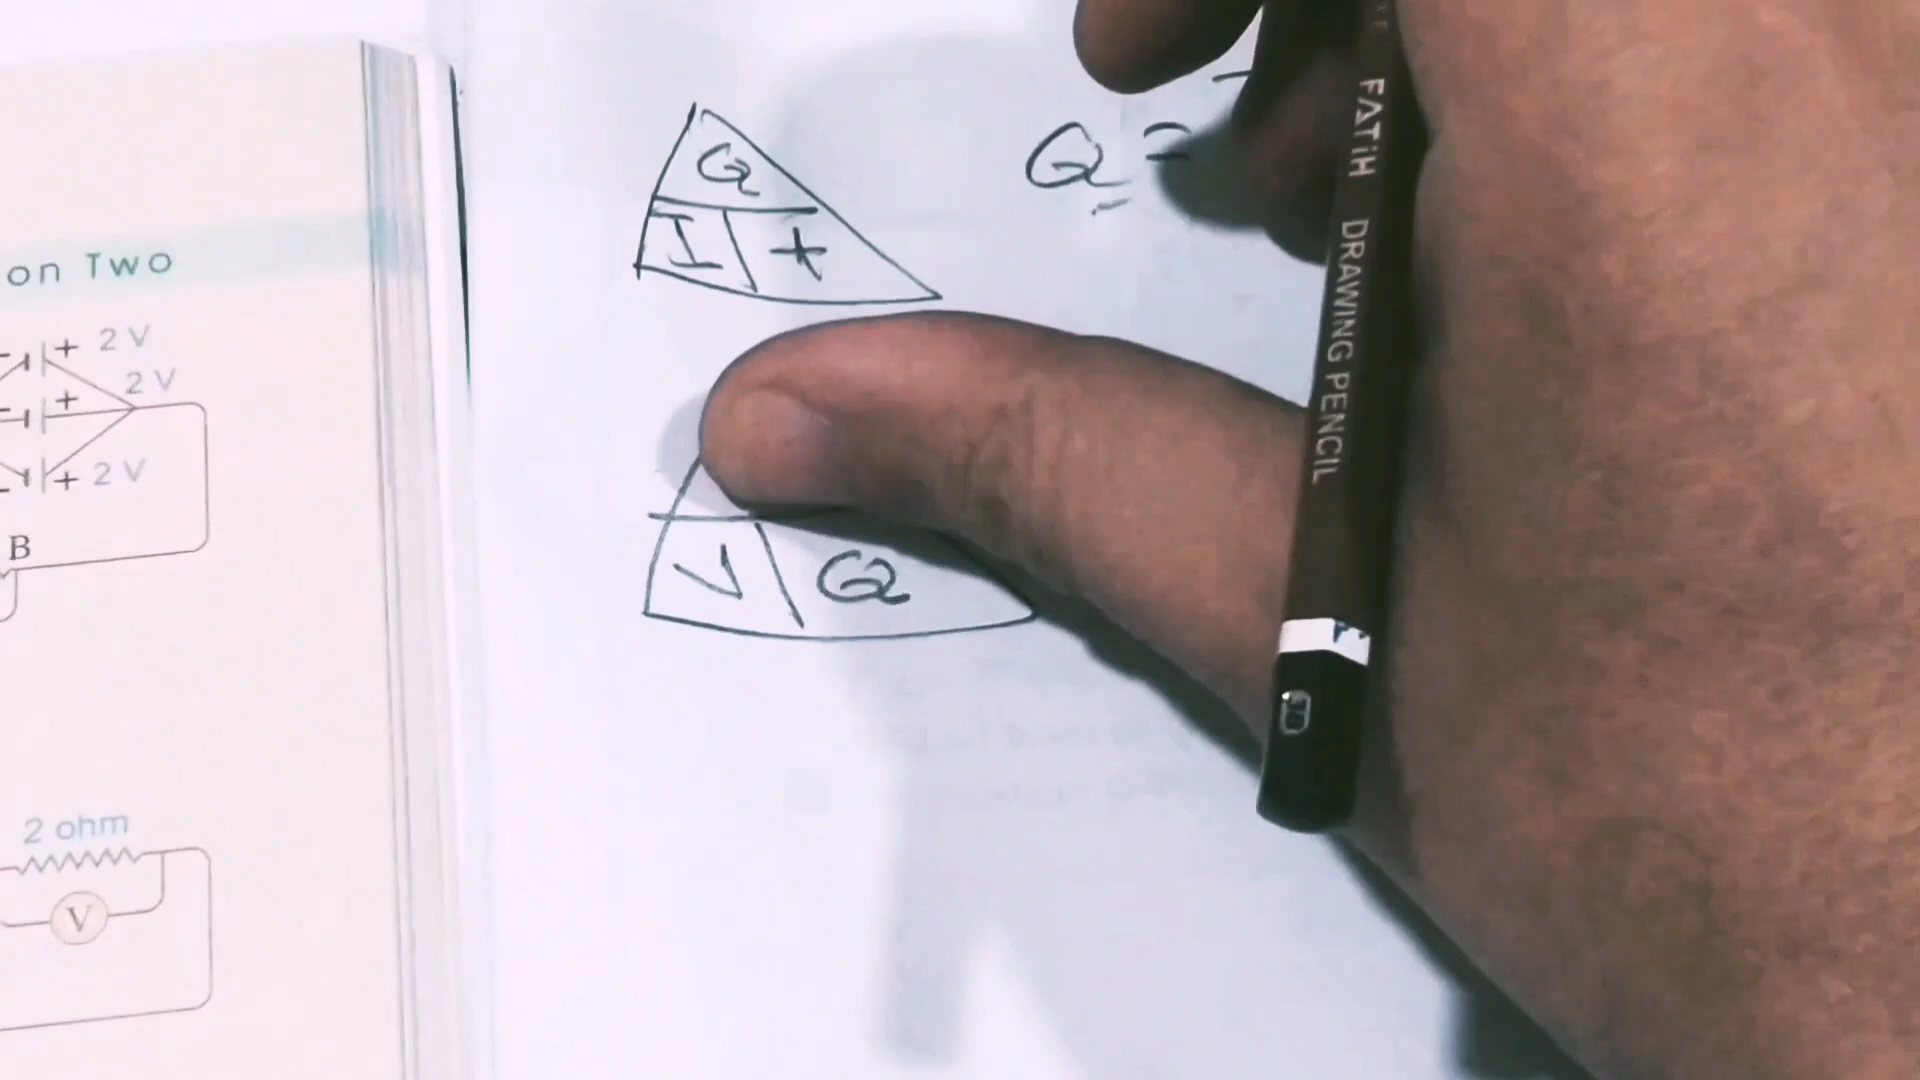 on Two
+ 2 V
+ 2 V
+ 2 V
B
2 ohm
V
Q
I t
V Q
Q =
FATiH DRAWING PENCIL